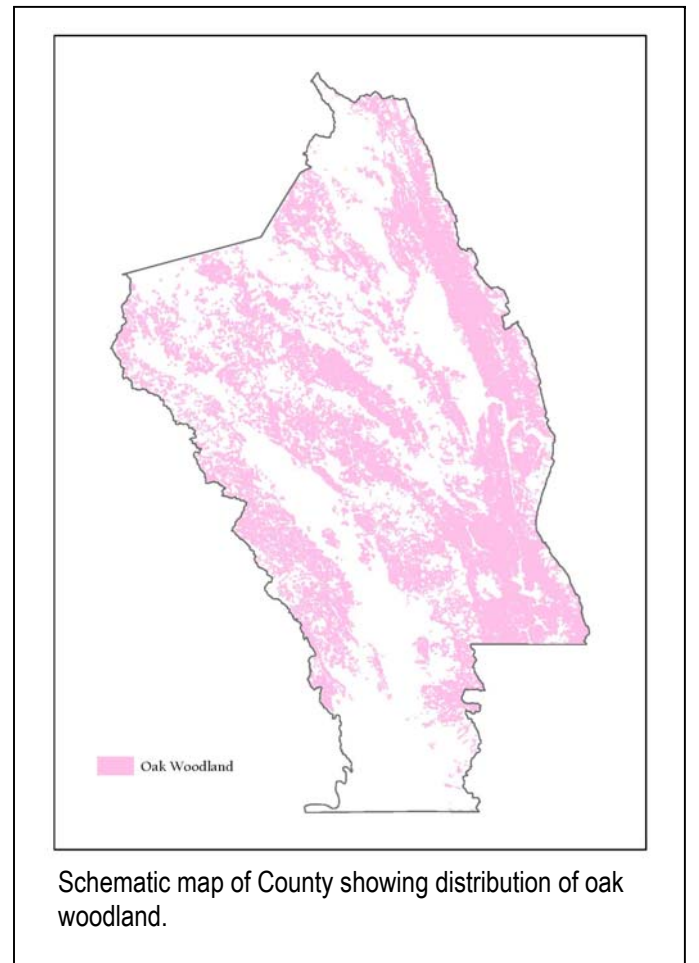 Oak Woodland
Schematic map of County showing distribution of oak
woodland.